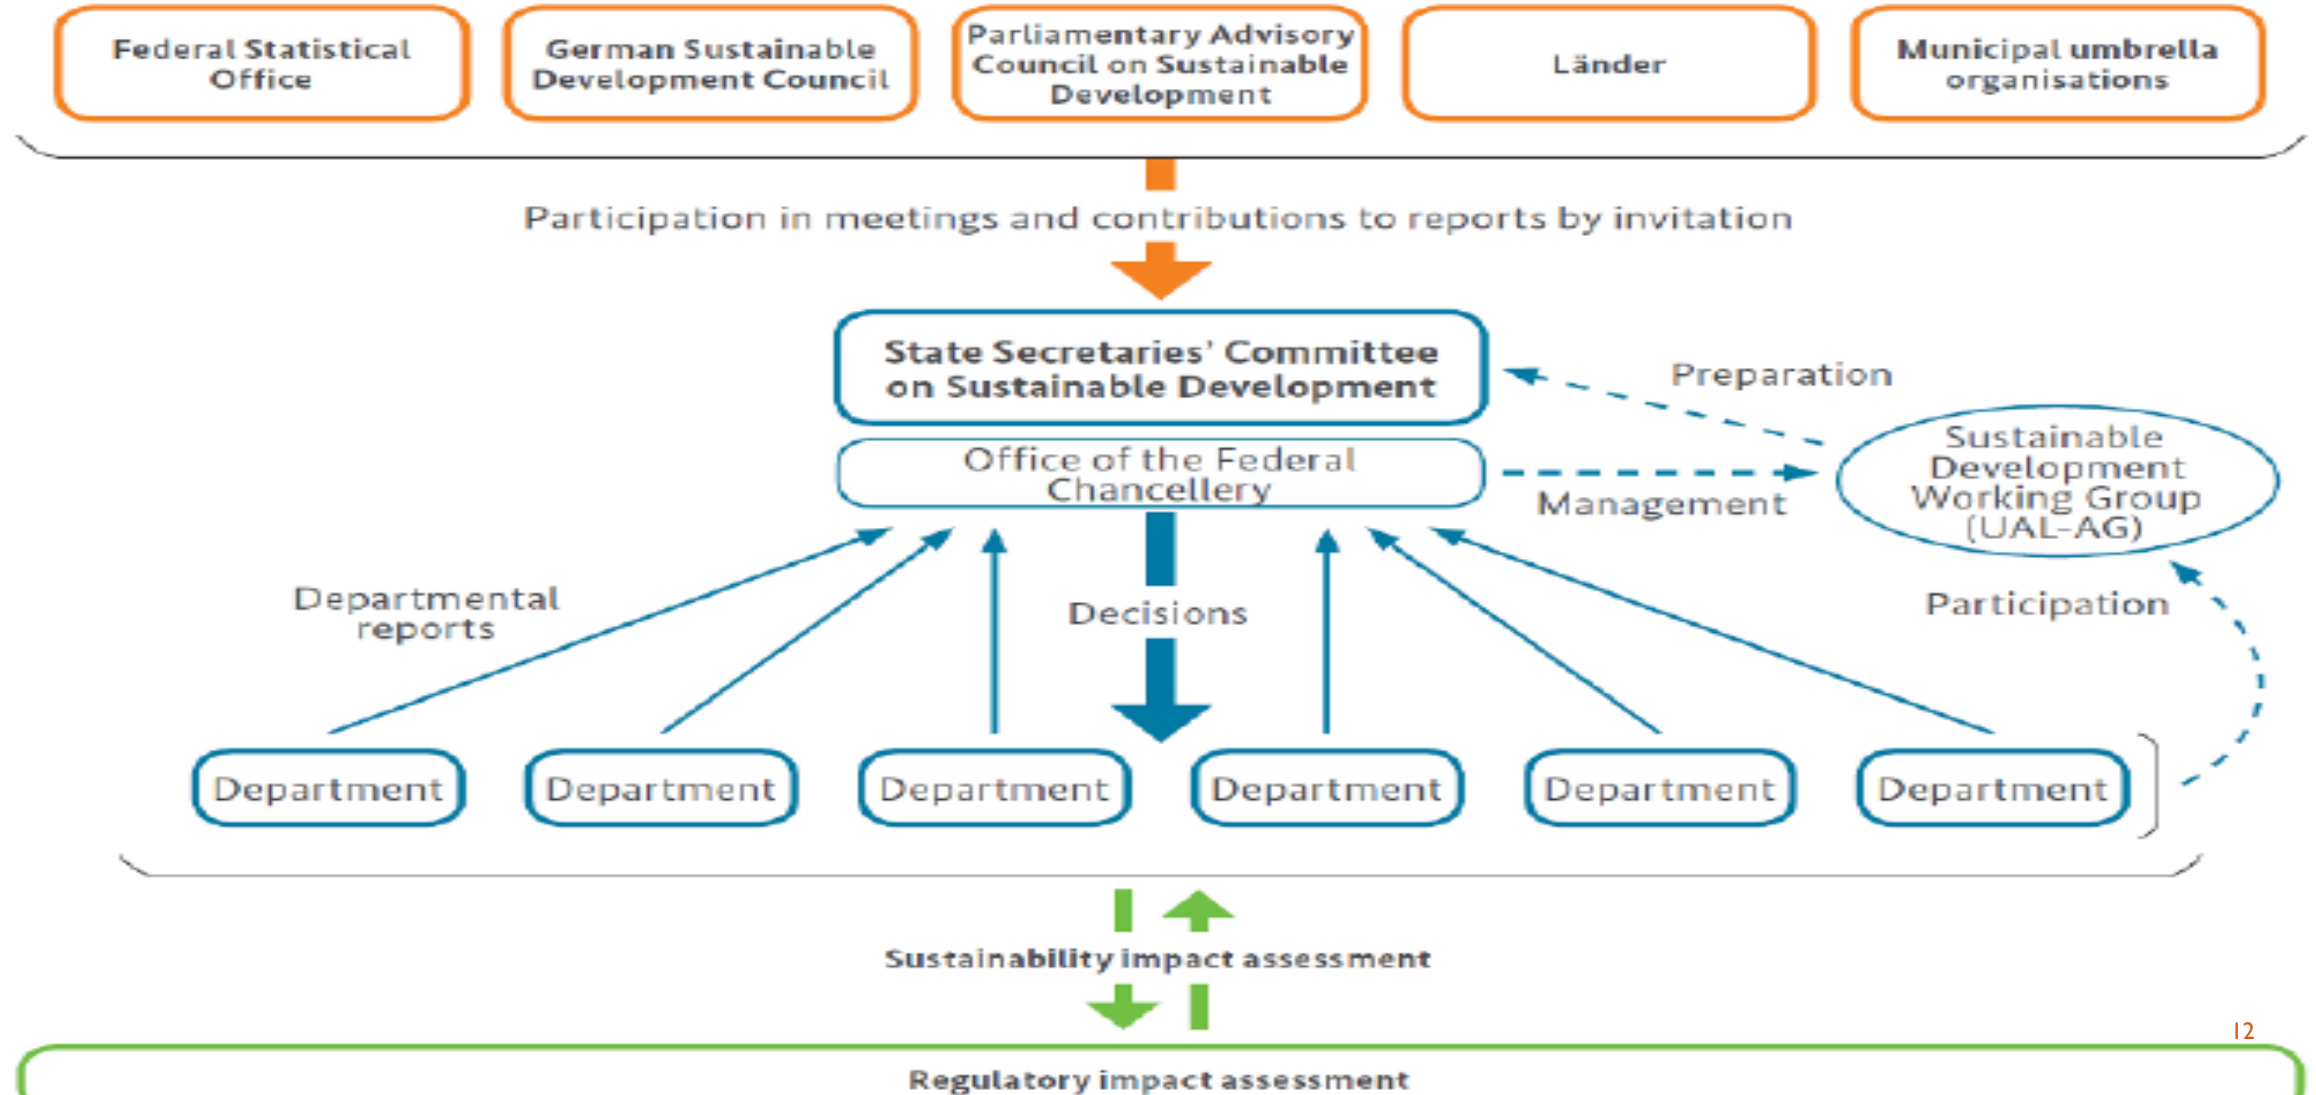 Federal Statistical
Office
German Sustainable
Development Council
Parliamentary Advisory
Council on Sustainable
Development
Länder
Municipal umbrella
organisations
Participation in meetings and contributions to reports by invitation
State Secretaries' Committee
on Sustainable Development
Preparation
Office of the Federal
Chancellery
Management
Sustainable
Development
Working Group
(UAL-AG)
Departmental
reports
Decisions
Participation
Department
Department
Department
Department
Department
Department
Sustainability impact assessment
12
Regulatory impact assessment